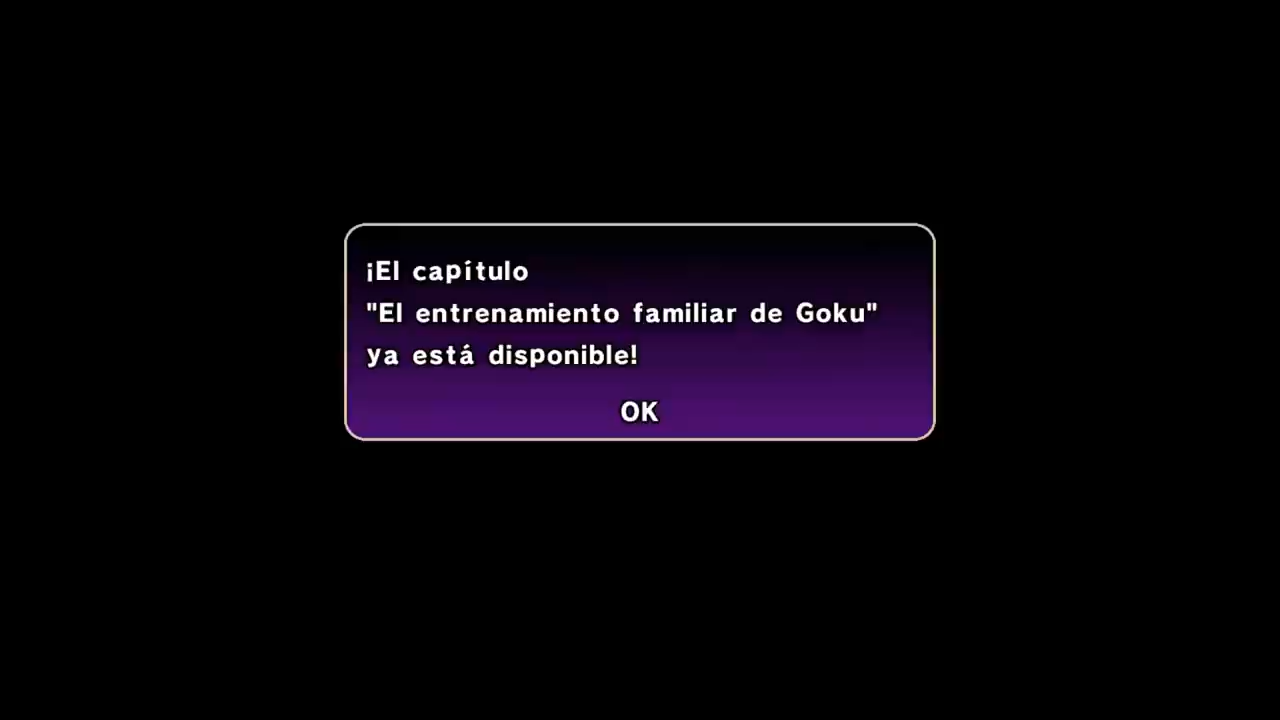 ¡El capítulo
"El entrenamiento familiar de Goku"
ya está disponible!
OK